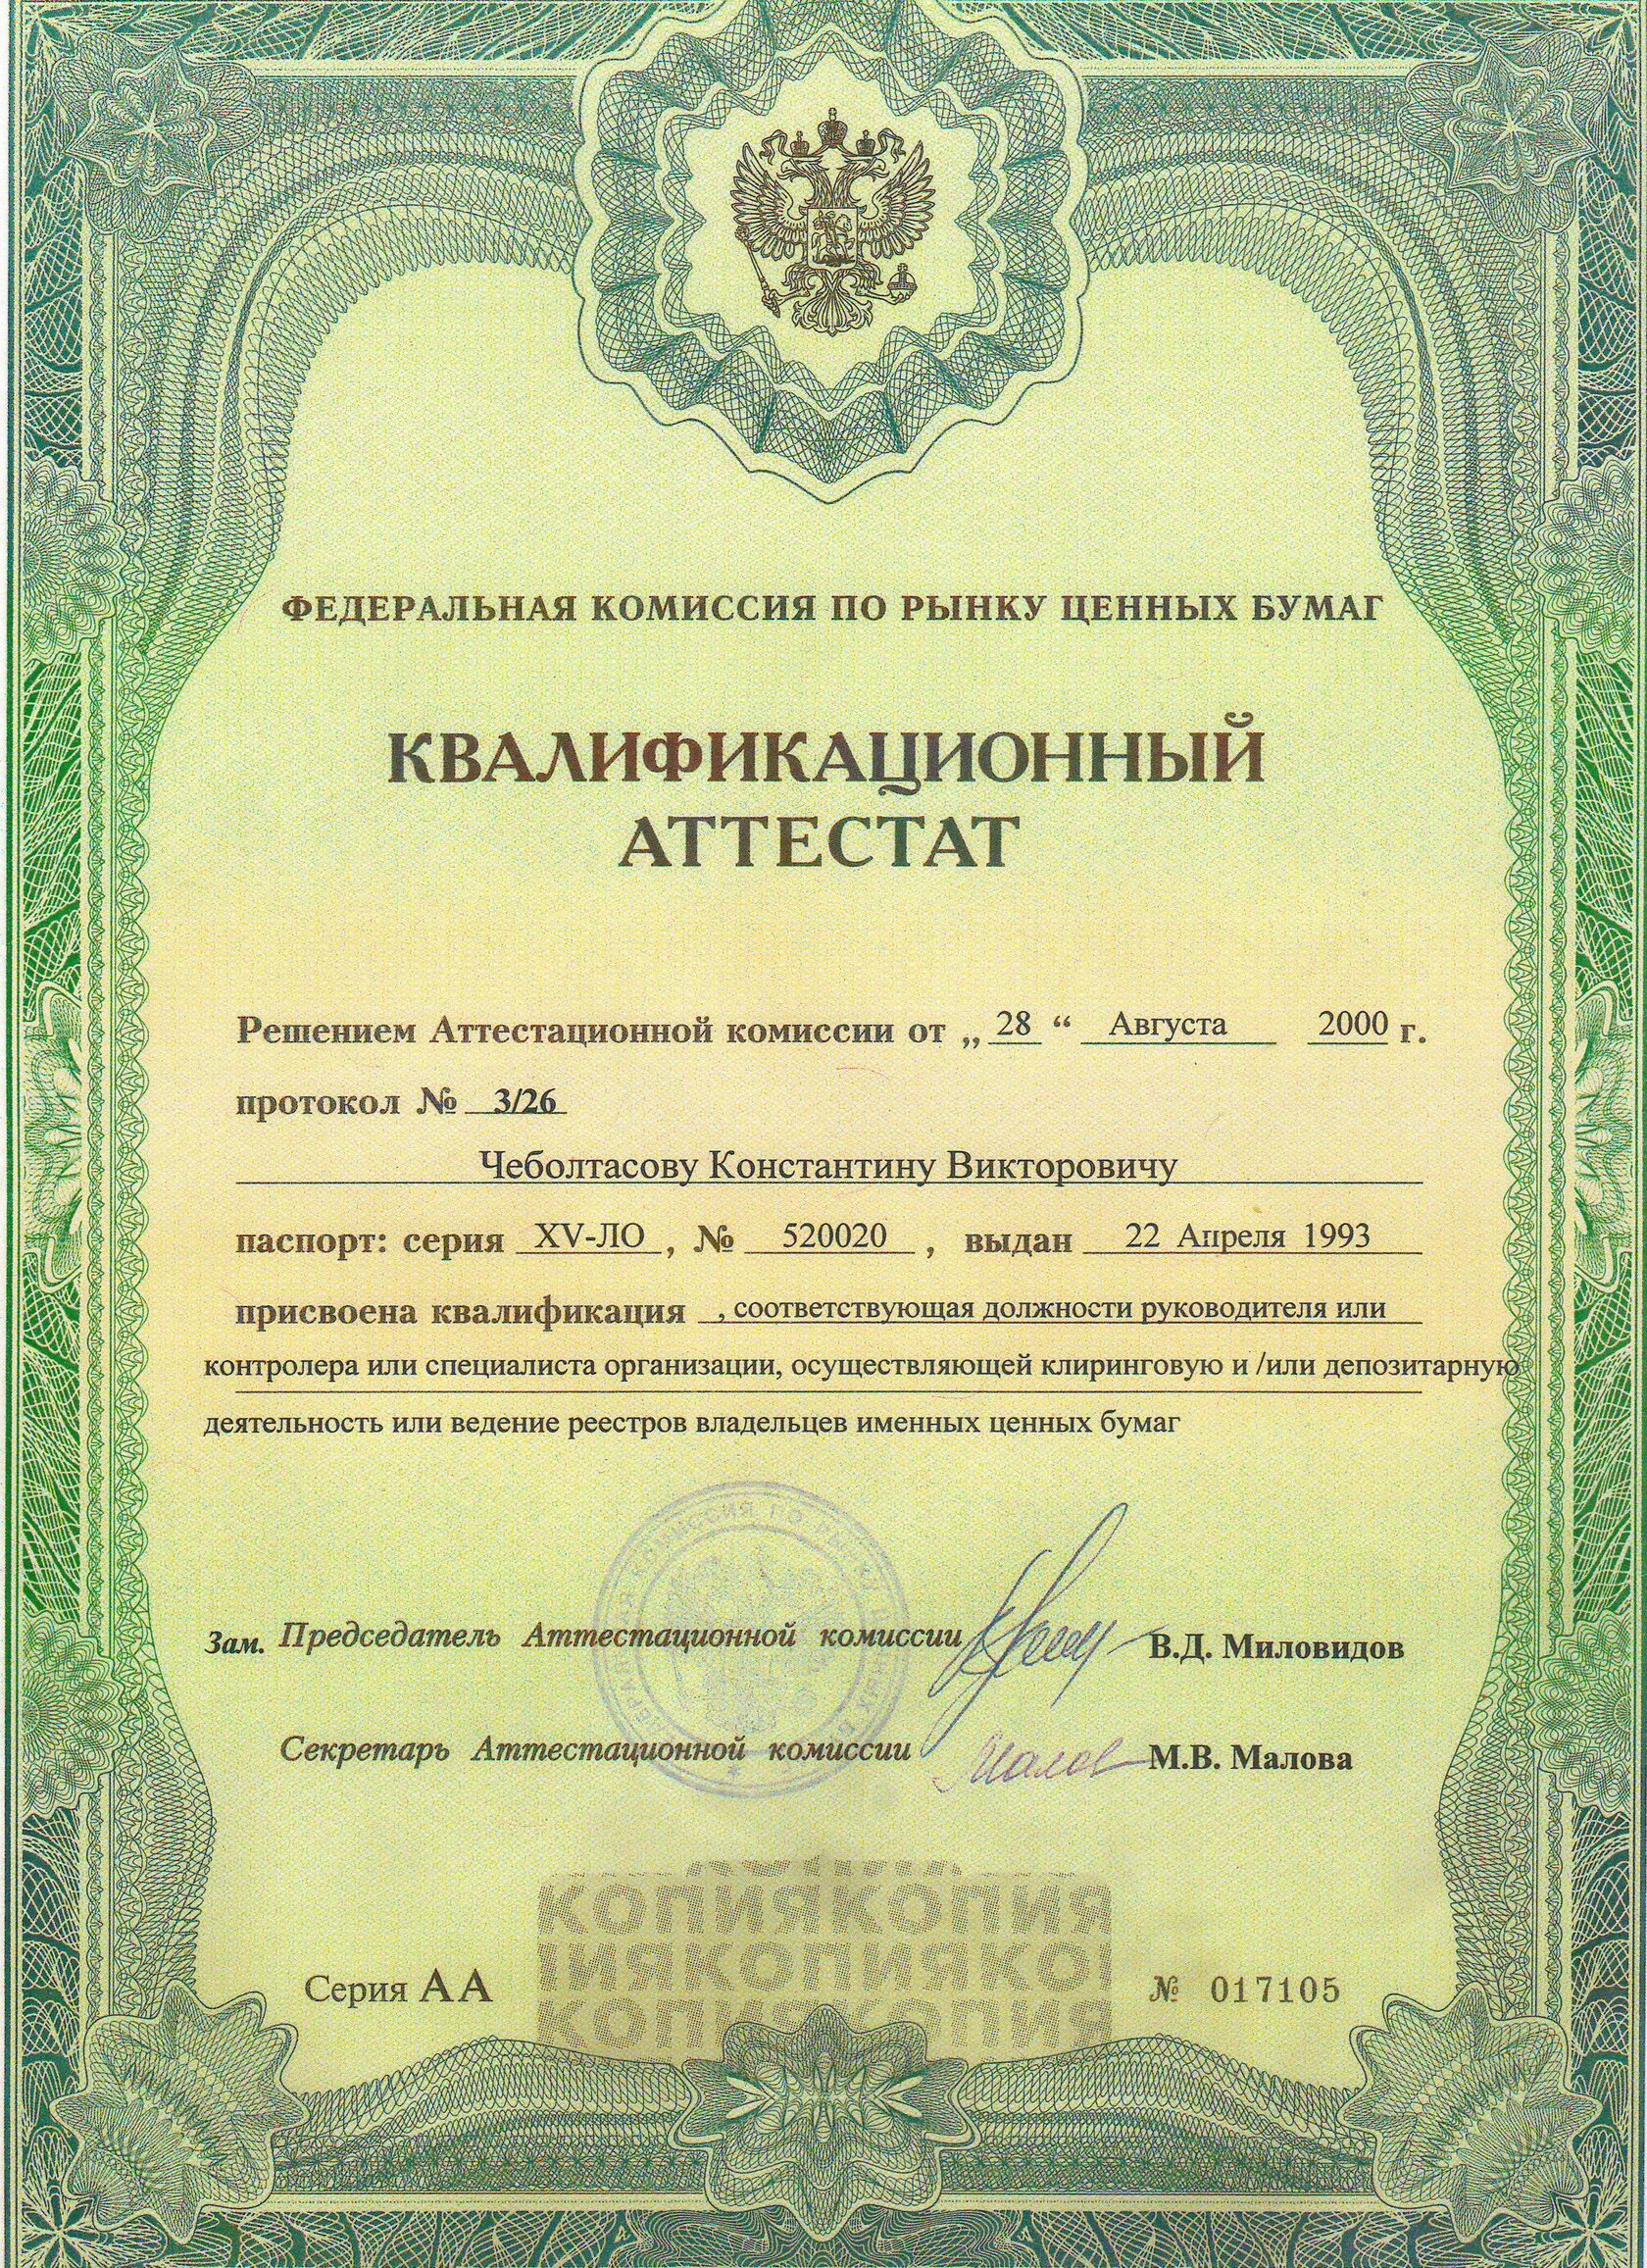 ФЕДЕРАЛЬНАЯ КОМИССИЯ ПО РЫНКУ ЦЕННЫХ БУМАГ
КВАЛИФИКАЦИОННЫЙ
АТТЕСТАТ
Решением Аттестационной комиссии от „ 28 “ Августа 2000 г.
протокол № 3/26
Чеболтасову Константину Викторовичу
паспорт: серия XV-ЛО , № 520020 , выдан 22 Апреля 1993
присвоена квалификация , соответствующая должности руководителя или
контролера или специалиста организации, осуществляющей клиринговую и /или депозитарную
деятельность или ведение реестров владельцев именных ценных бумаг
Зам. Председатель Аттестационной комиссии В.Д. Миловидов
Секретарь Аттестационной комиссии М.В. Малова
КОПИЯКОПИЯ
ИЯКОПИЯКО
КОПИЯКОПИЯ
Серия АА № 017105